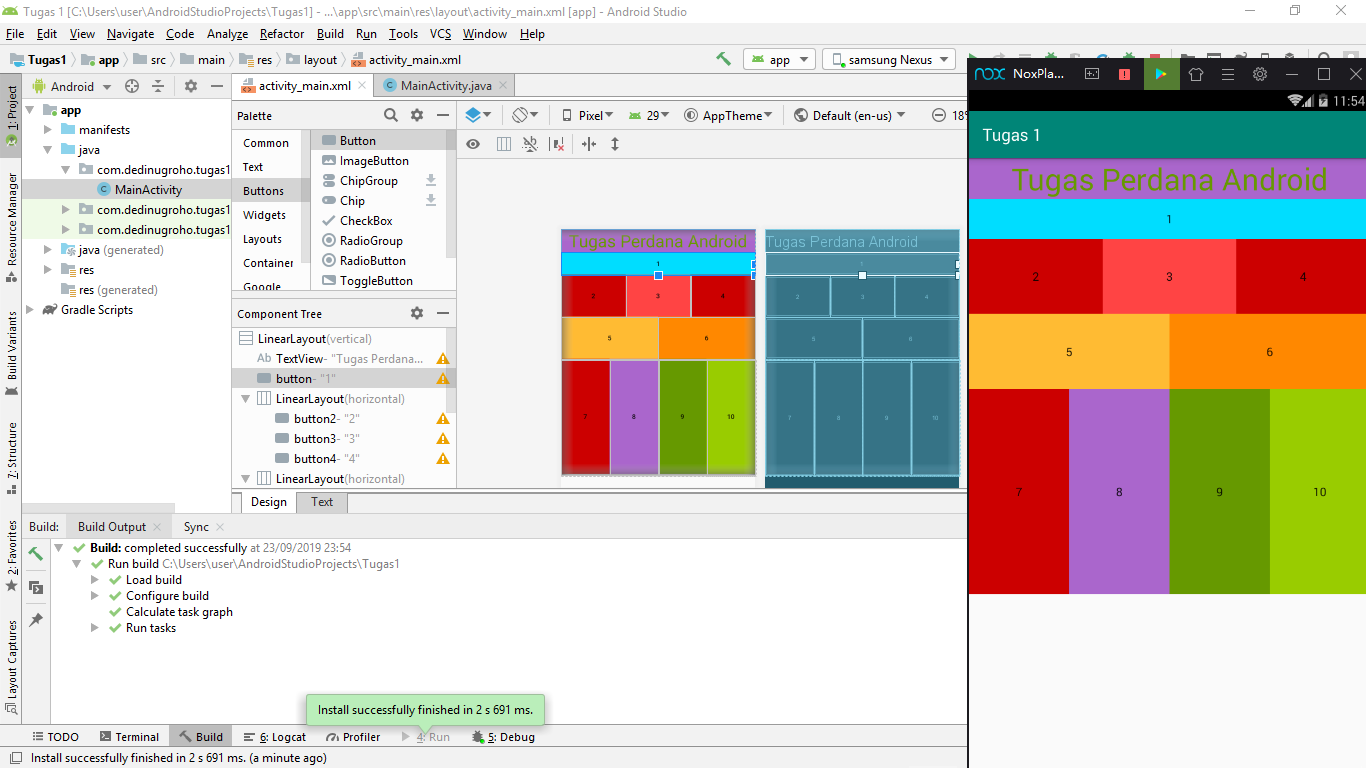 Tugas 1 [C:\Users\user\AndroidStudioProjects\Tugas1] - ...\app\src\main\res\layout\activity_main.xml [app] - Android Studio
File Edit View Navigate Code Analyze Refactor Build Run Tools VCS Window Help
Tugas1 app src main res layout activity_main.xml
app samsung Nexus
1: Project
Resource Manager
Build Variants
7: Structure
2: Favorites
Layout Captures
Android
app
manifests
java
com.dedinugroho.tugas1
MainActivity
com.dedinugroho.tugas1
com.dedinugroho.tugas1
java (generated)
res
res (generated)
Gradle Scripts
activity_main.xml MainActivity.java
Palette
Common
Text
Buttons
Widgets
Layouts
Container
Google
Button
ImageButton
ChipGroup
Chip
CheckBox
RadioGroup
RadioButton
ToggleButton
Component Tree
LinearLayout(vertical)
Ab TextView- "Tugas Perdana...
button- "1"
LinearLayout(horizontal)
button2- "2"
button3- "3"
button4- "4"
LinearLayout(horizontal)
Pixel 29 AppTheme Default (en-us) 18%
Tugas Perdana Android
1
2 3 4
5 6
7 8 9 10
Tugas Perdana Android
1
2 3 4
5 6
7 8 9 10
Design Text
Build: Build Output Sync
Build: completed successfully at 23/09/2019 23:54
Run build C:\Users\user\AndroidStudioProjects\Tugas1
Load build
Configure build
Calculate task graph
Run tasks
Install successfully finished in 2 s 691 ms.
TODO Terminal Build 6: Logcat Profiler 4: Run 5: Debug
Install successfully finished in 2 s 691 ms. (a minute ago)
nox NoxPla...
11:54
Tugas 1
Tugas Perdana Android
1
2 3 4
5 6
7 8 9 10